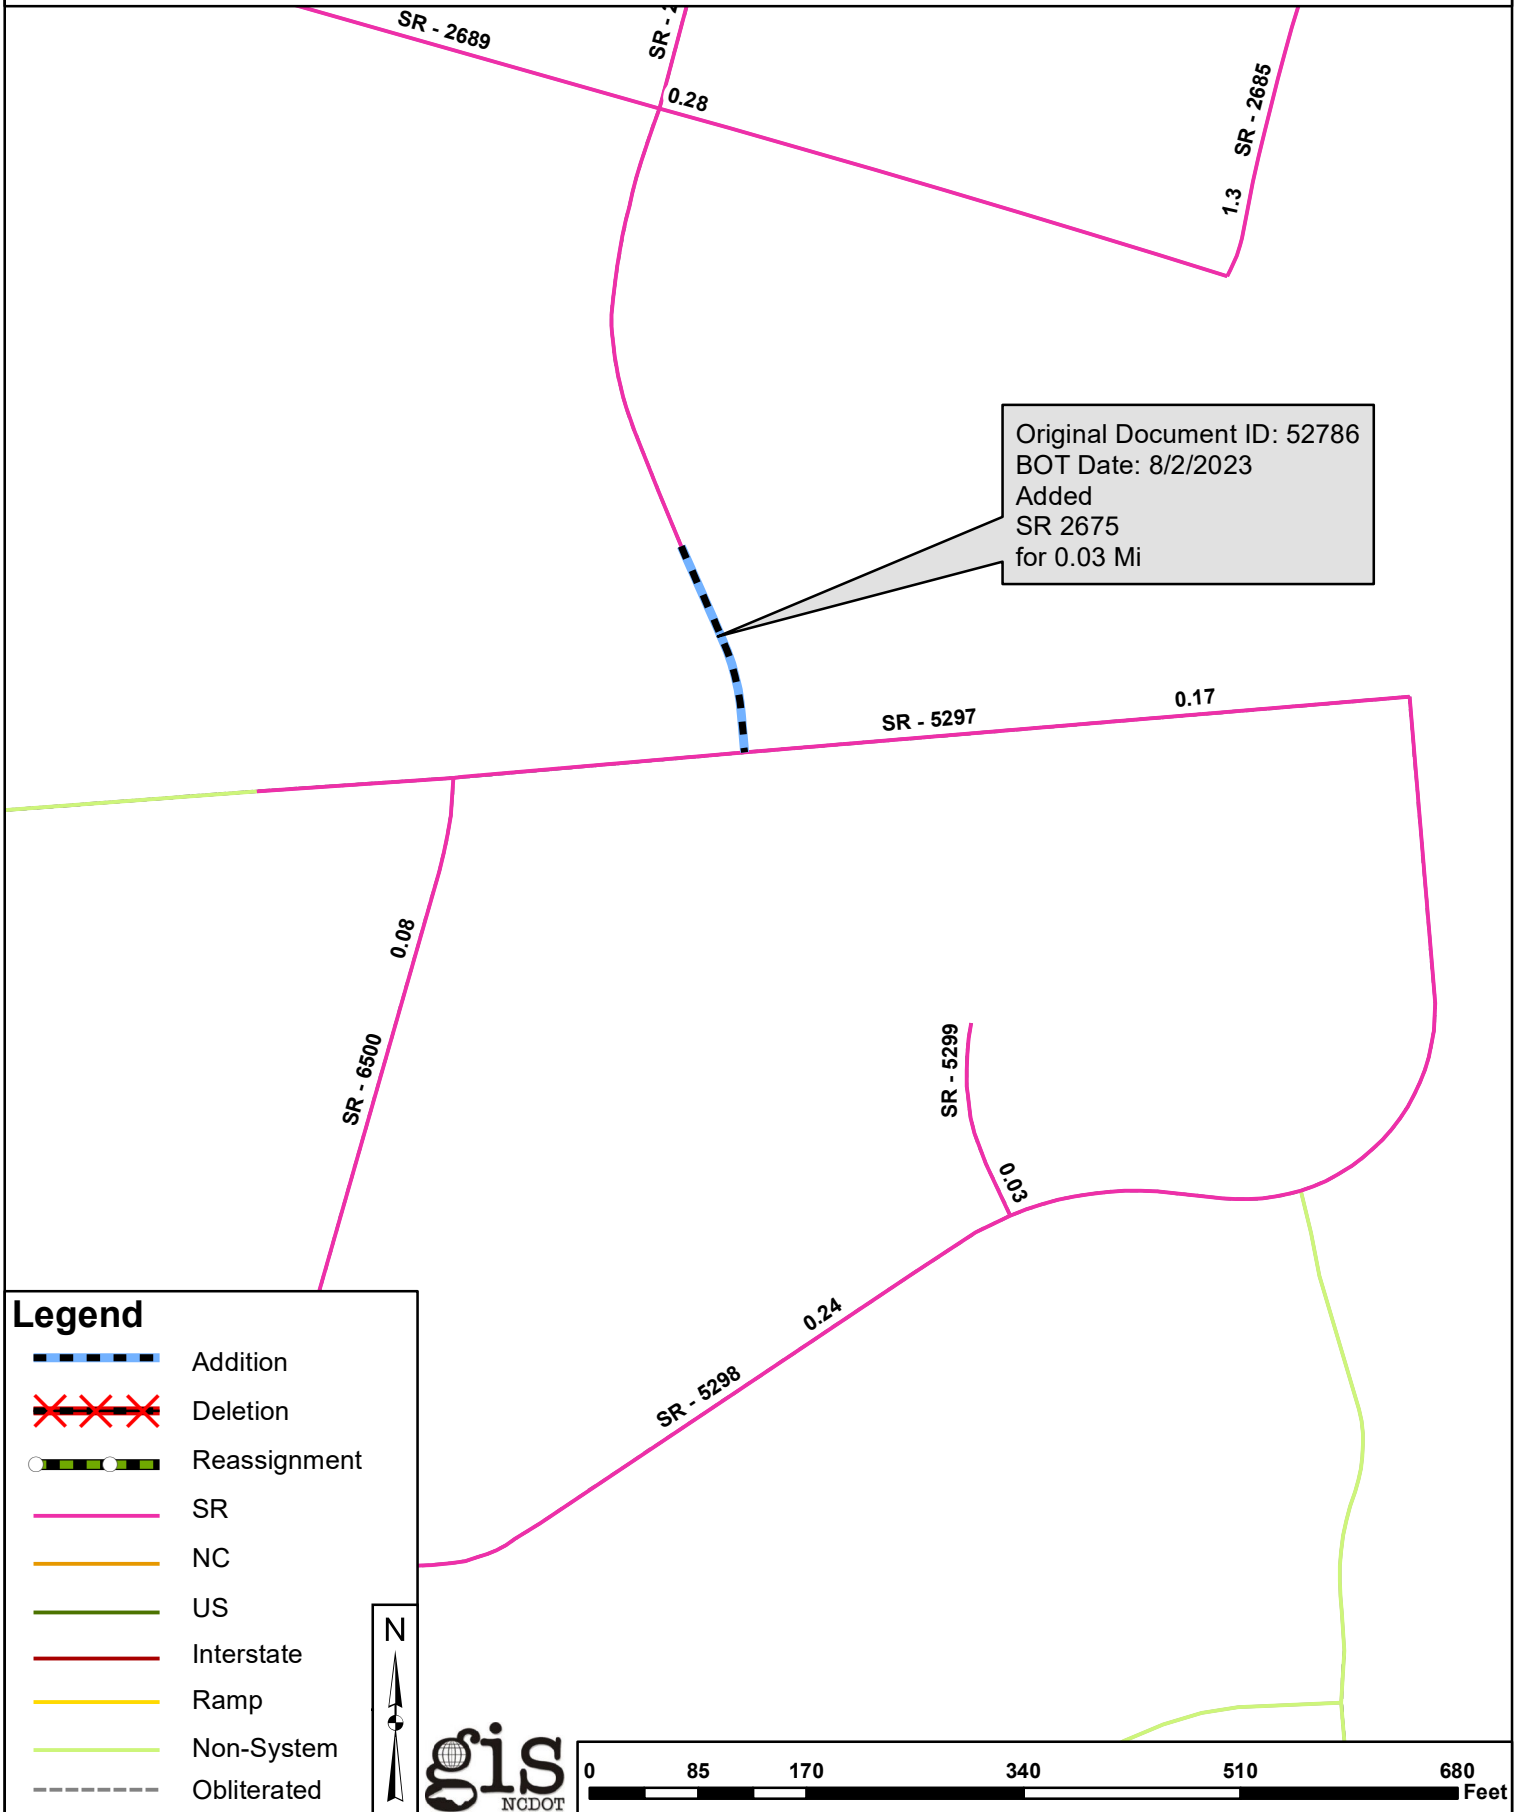 SR - 2689
SR - 2
0.28
SR - 2685
1.3
Original Document ID: 52786
BOT Date: 8/2/2023
Added
SR 2675
for 0.03 Mi
0.17
SR - 5297
0.08
SR - 6500
SR - 5299
0.03
0.24
SR - 5298
Legend
Addition
Deletion
Reassignment
SR
NC
US
Interstate
Ramp
Non-System
Obliterated
N
gis
NCDOT
0 85 170 340 510 680
Feet